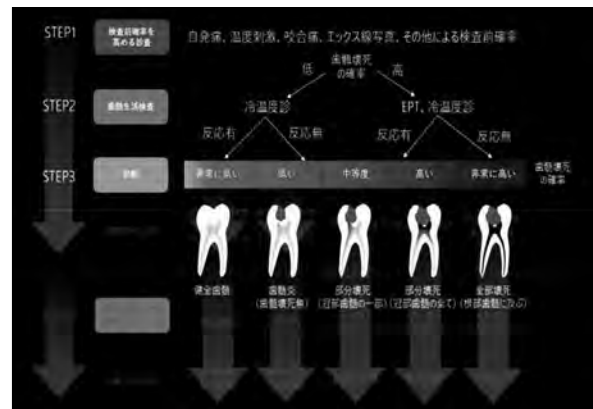 STEP1
検査前確率を
高める診査
自発痛、温度刺激、咬合痛、エックス線写真、その他による検査前確率
歯髄壊死
の確率
低
高
STEP2
歯髄生活検査
冷温度診
EPT、冷温度診
反応有
反応無
反応有
反応無
STEP3
診断
非常に低い
低い
中等度
高い
非常に高い
歯髄壊死
の確率
健全歯髄
歯髄炎
(歯髄壊死無)
部分壊死
(冠部歯髄の一部)
部分壊死
(冠部歯髄の全て)
全部壊死
(根部歯髄に及ぶ)